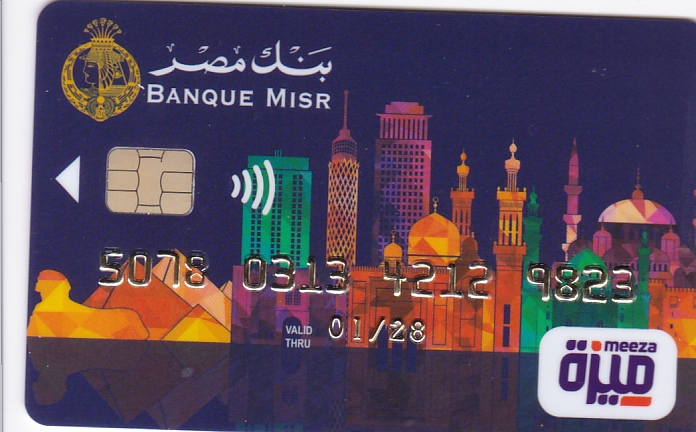 بنك مصر
BANQUE MISR
5078 0313 4212 9823
VALID
THRU 01/28
meeza
ميزة